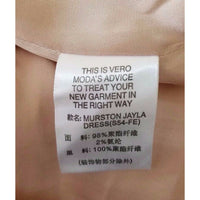 THIS IS VERO
MODA'S ADVICE
TO TREAT YOUR
NEW GARMENT IN
THE RIGHT WAY
款名: MURSTON JAYLA
DRESS(S54-FE)
面 料: 98%聚酯纤维
2%氨纶
里 料: 100%聚酯纤维
(装饰物部分除外)